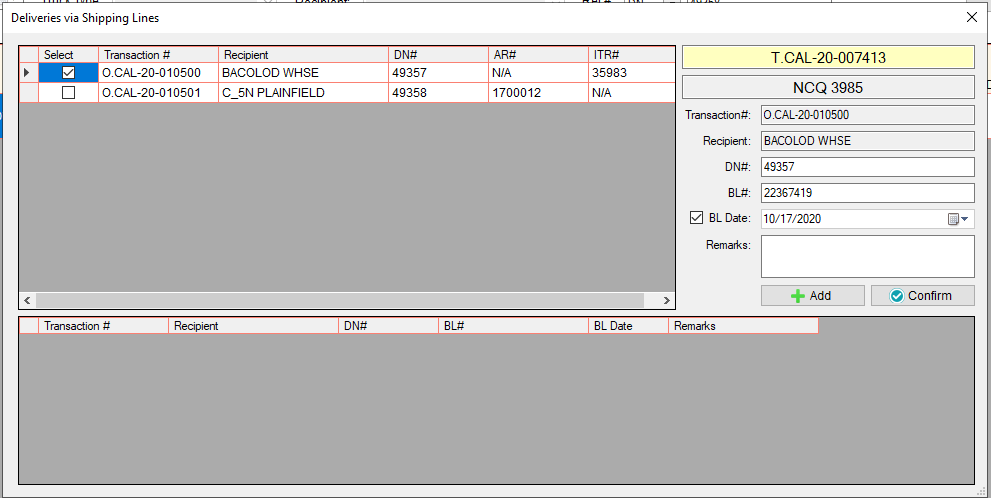 Deliveries via Shipping Lines
Select Transaction # Recipient DN# AR# ITR#
O.CAL-20-010500 BACOLOD WHSE 49357 N/A 35983
O.CAL-20-010501 C_5N PLAINFIELD 49358 1700012 N/A
T.CAL-20-007413
NCQ 3985
Transaction#: O.CAL-20-010500
Recipient: BACOLOD WHSE
DN#: 49357
BL#: 22367419
BL Date: 10/17/2020
Remarks:
Add Confirm
Transaction # Recipient DN# BL# BL Date Remarks